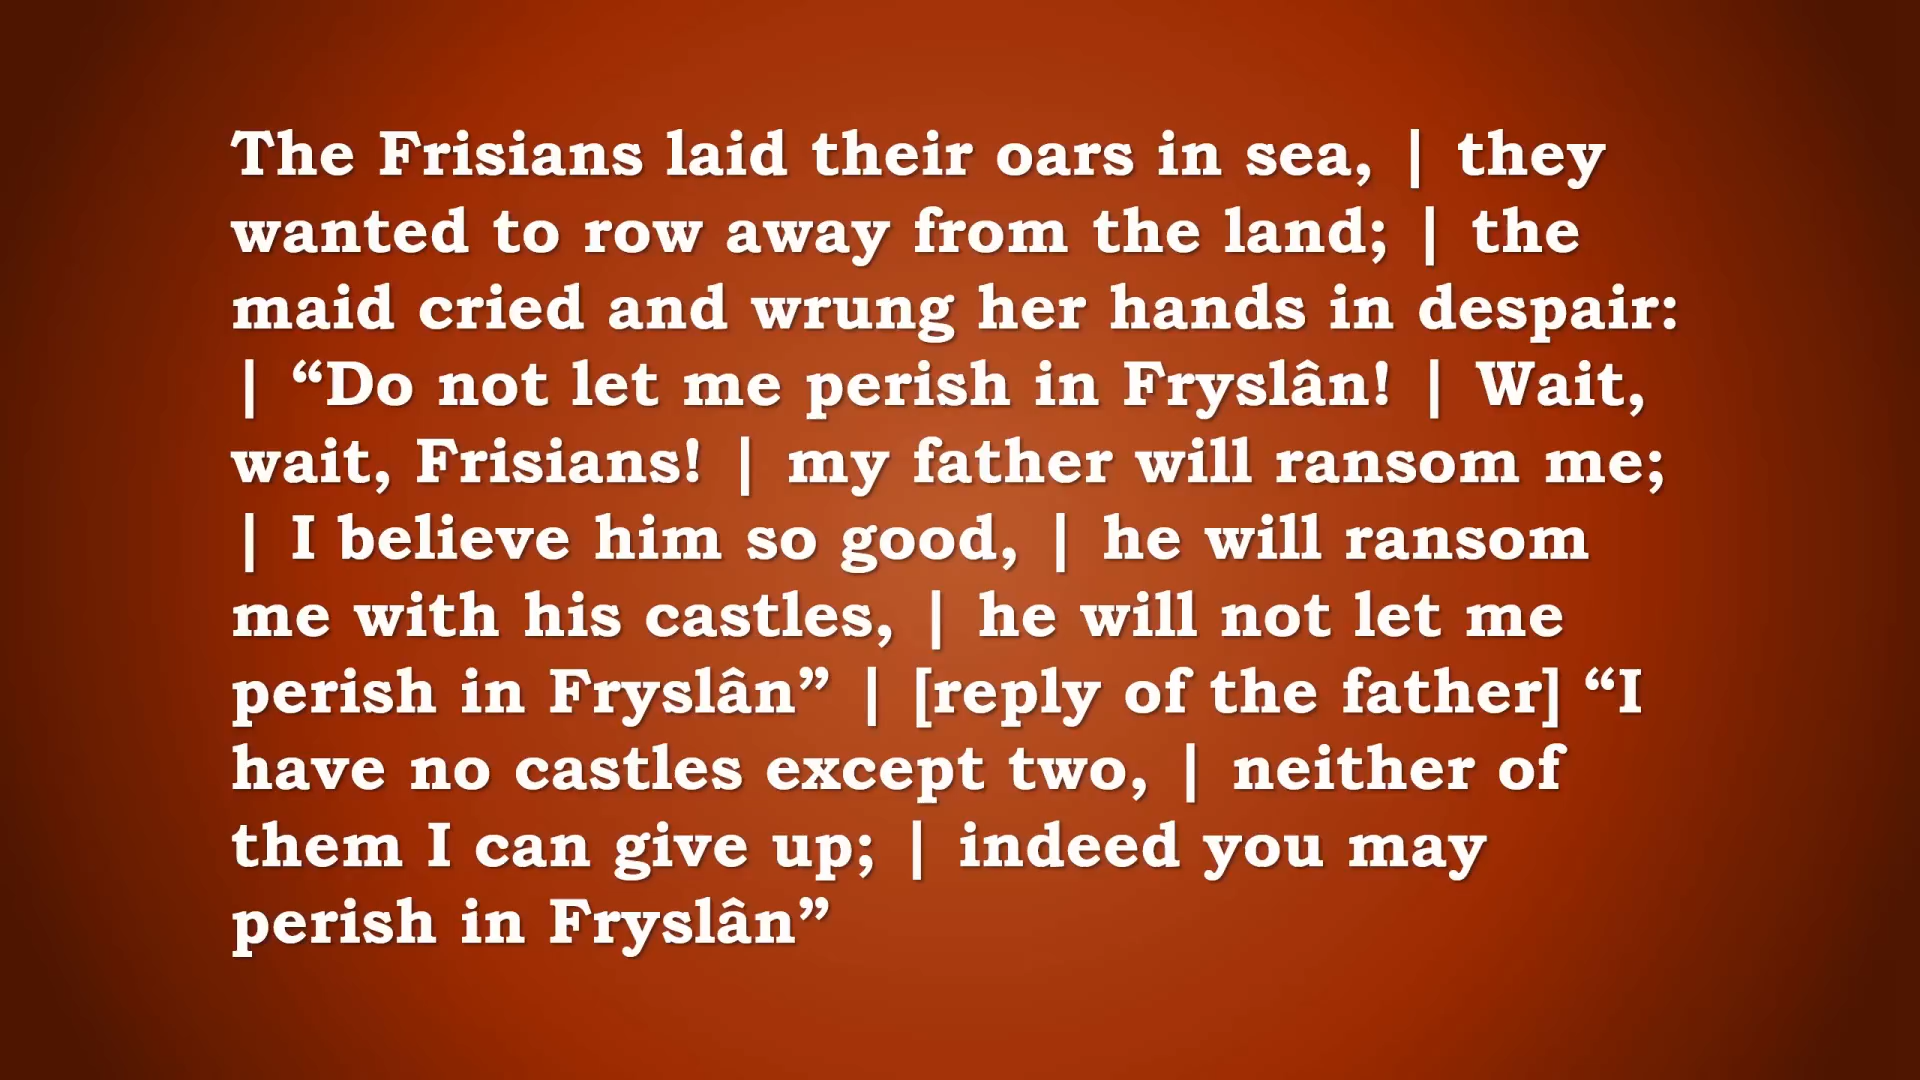 The Frisians laid their oars in sea, | they
wanted to row away from the land; | the
maid cried and wrung her hands in despair:
| “Do not let me perish in Fryslân! | Wait,
wait, Frisians! | my father will ransom me;
| I believe him so good, | he will ransom
me with his castles, | he will not let me
perish in Fryslân” | [reply of the father] “I
have no castles except two, | neither of
them I can give up; | indeed you may
perish in Fryslân”